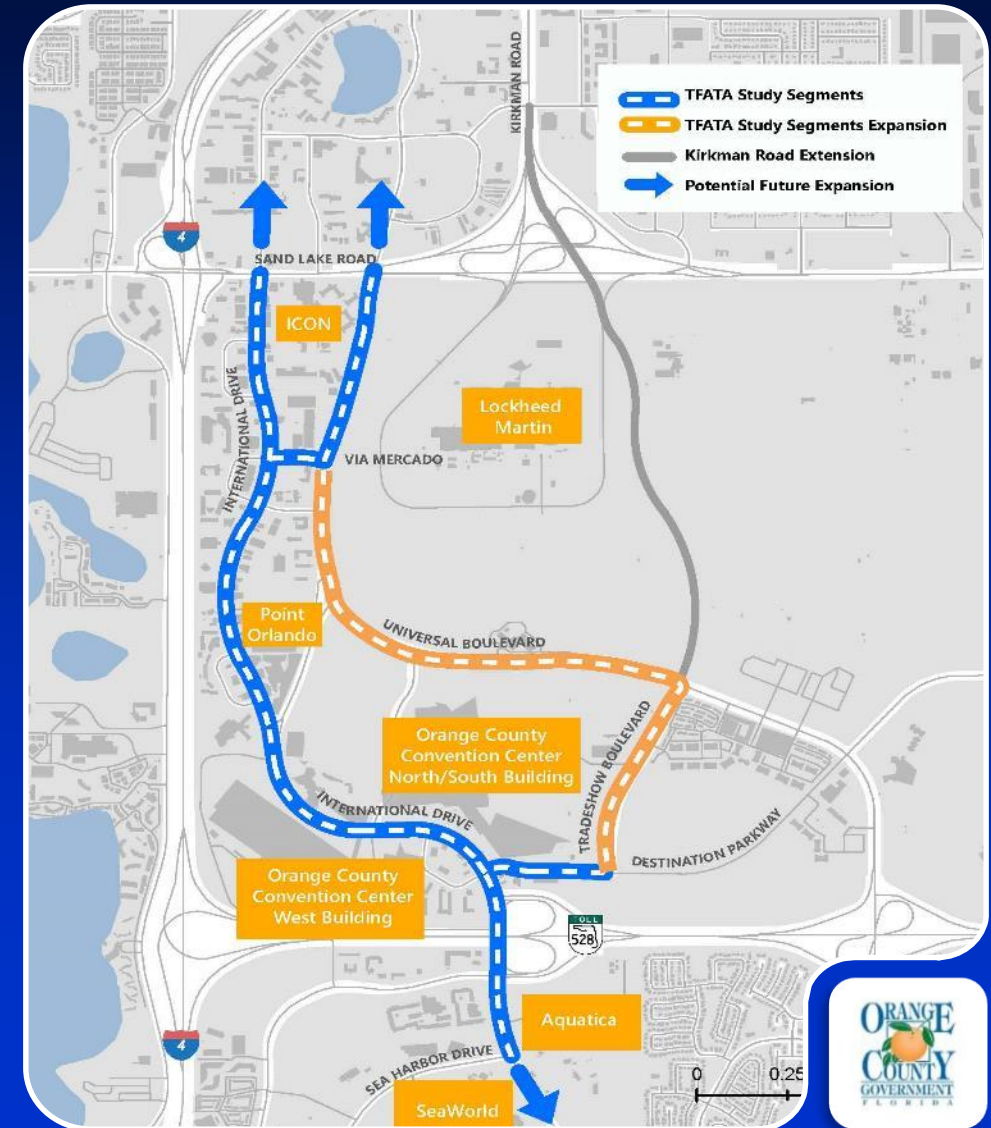 KIRKMAN ROAD
TFATA Study Segments
TFATA Study Segments Expansion
Kirkman Road Extension
Potential Future Expansion
4
SAND LAKE ROAD
ICON
INTERNATIONAL DRIVE
Lockheed
Martin
VIA MERCADO
Point
Orlando
UNIVERSAL BOULEVARD
Orange County
Convention Center
North/South Building
TRADESHOW BOULEVARD
INTERNATIONAL DRIVE
DESTINATION PARKWAY
Orange County
Convention Center
West Building
TOLL
528
Aquatica
4
SEA HARBOR DRIVE
SeaWorld
0 0.25
ORANGE
COUNTY
GOVERNMENT
FLORIDA